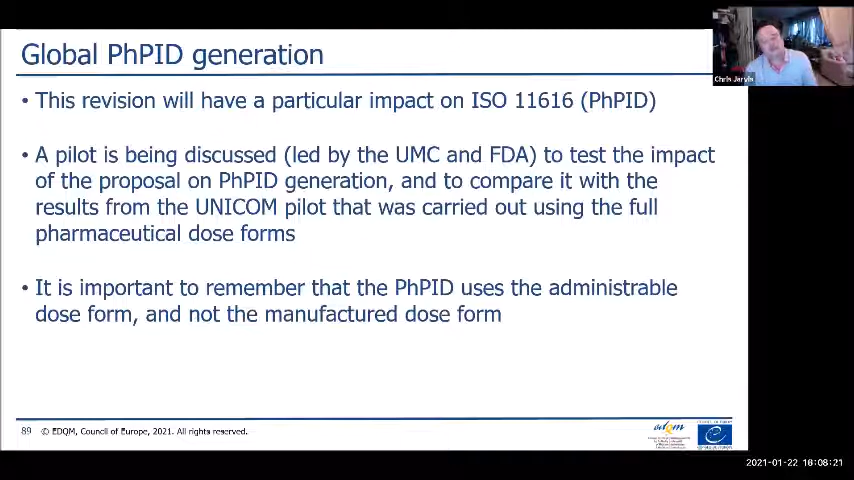 Global PhPID generation
• This revision will have a particular impact on ISO 11616 (PhPID)
• A pilot is being discussed (led by the UMC and FDA) to test the impact
of the proposal on PhPID generation, and to compare it with the
results from the UNICOM pilot that was carried out using the full
pharmaceutical dose forms
• It is important to remember that the PhPID uses the administrable
dose form, and not the manufactured dose form
89 © EDQM, Council of Europe, 2021. All rights reserved.
edqm
Chris Jarvis
2021-01-22 18:08:21